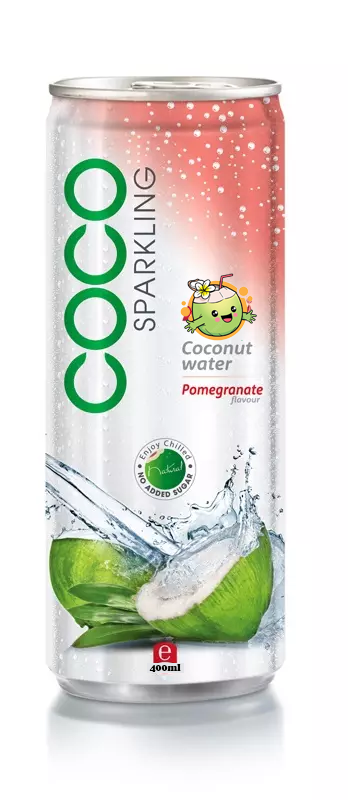 COCO
SPARKLING
Coconut
water
Pomegranate
flavour
Enjoy Chilled
Natural
NO ADDED SUGAR
e
400ml